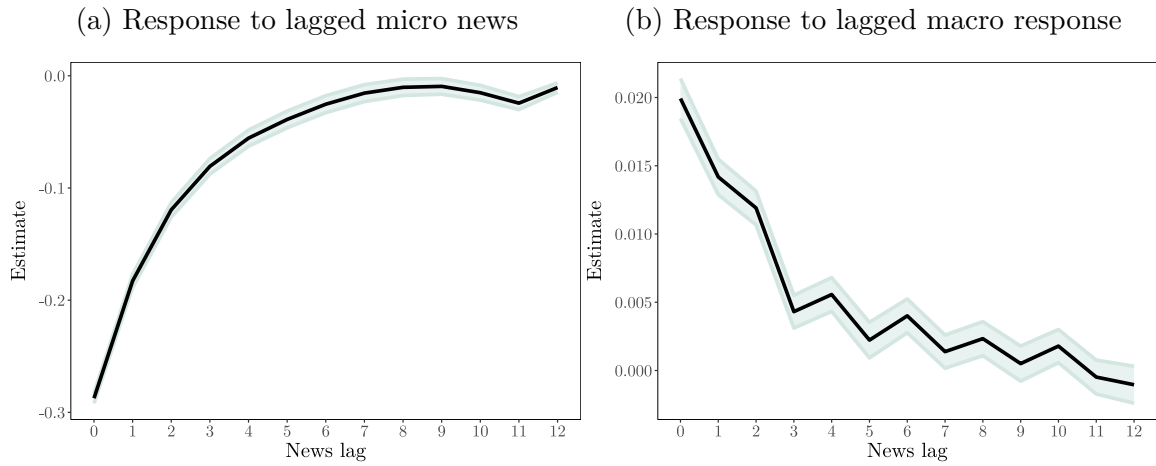 (a) Response to lagged micro news
0.0
-0.1
-0.2
-0.3
Estimate
0 1 2 3 4 5 6 7 8 9 10 11 12
News lag
(b) Response to lagged macro response
0.020
0.015
0.010
0.005
0.000
Estimate
0 1 2 3 4 5 6 7 8 9 10 11 12
News lag